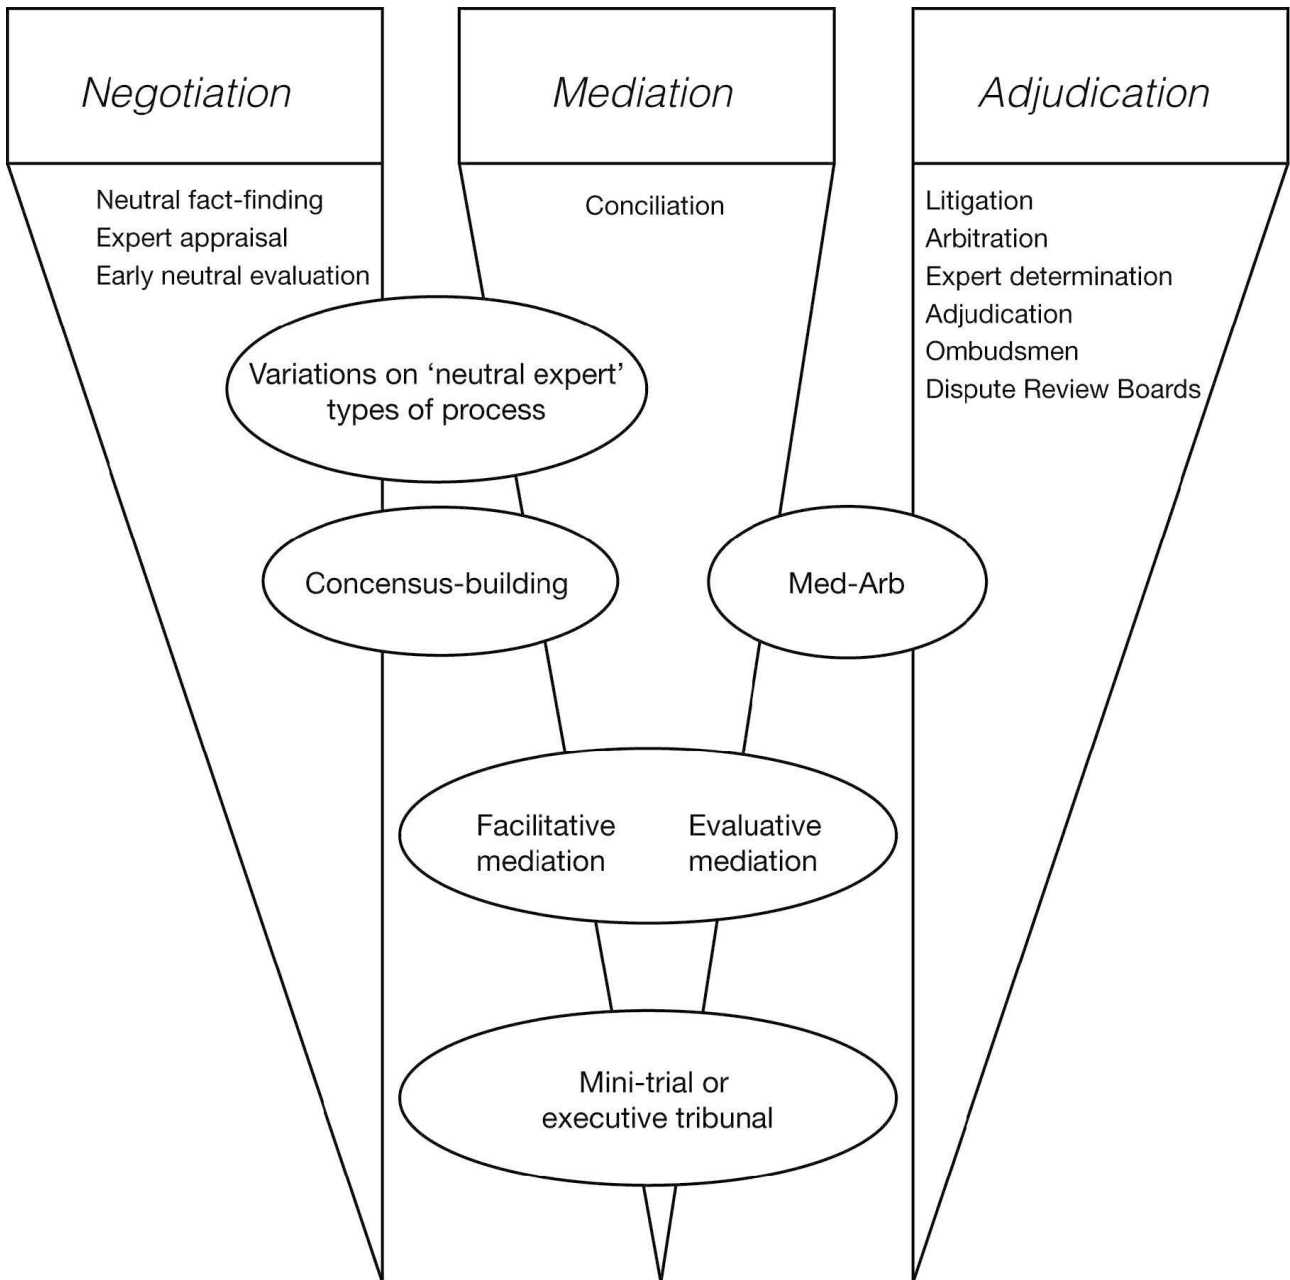 Negotiation
Mediation
Adjudication
Neutral fact-finding
Expert appraisal
Early neutral evaluation
Conciliation
Litigation
Arbitration
Expert determination
Adjudication
Ombudsmen
Dispute Review Boards
Variations on ‘neutral expert’
types of process
Concensus-building
Med-Arb
Facilitative
mediation
Evaluative
mediation
Mini-trial or
executive tribunal